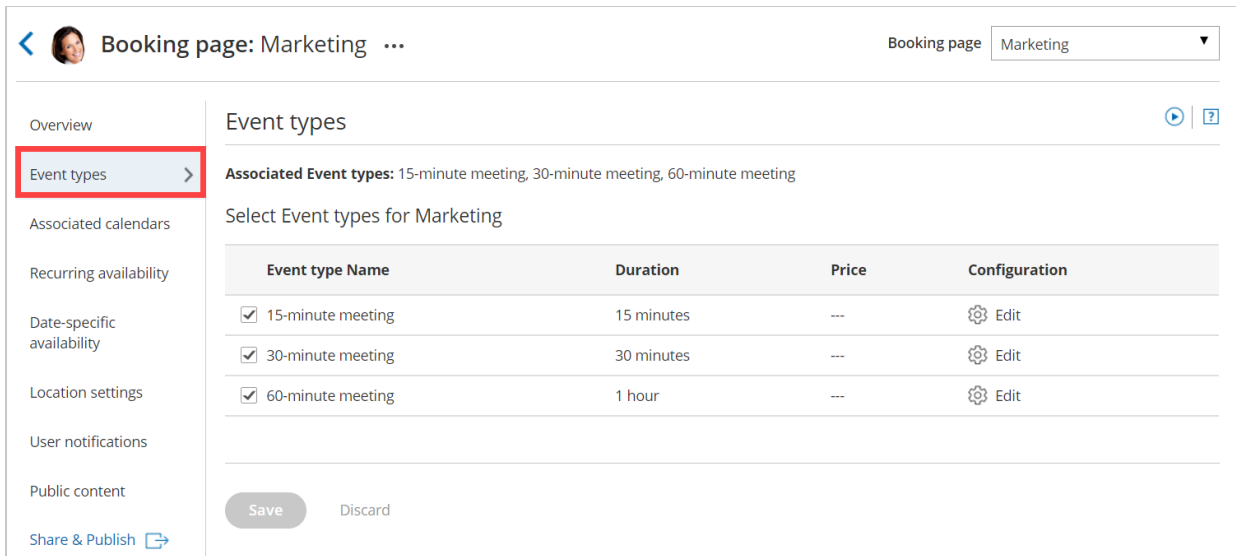 Booking page: Marketing ...
Booking page Marketing
Overview
Event types
Associated calendars
Recurring availability
Date-specific
availability
Location settings
User notifications
Public content
Share & Publish
Event types
?
Associated Event types: 15-minute meeting, 30-minute meeting, 60-minute meeting
Select Event types for Marketing
Event type Name Duration Price Configuration
15-minute meeting 15 minutes --- Edit
30-minute meeting 30 minutes --- Edit
60-minute meeting 1 hour --- Edit
Save Discard